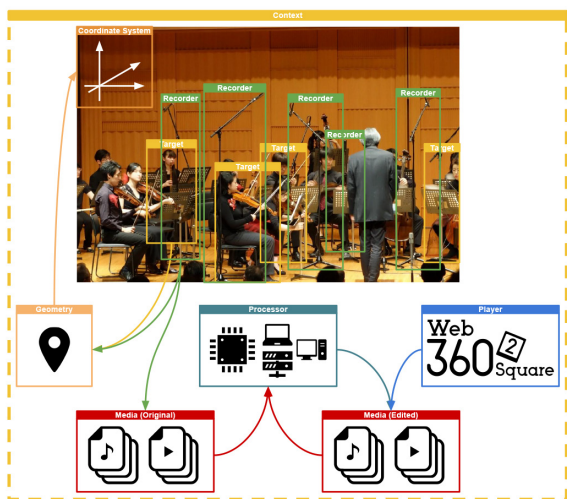 Context
Coordinate System
Recorder
Recorder
Recorder
Recorder
Recorder
Target
Target
Target
Target
Geometry
Processor
Player
Web
360 2
Square
Media (Original)
Media (Edited)